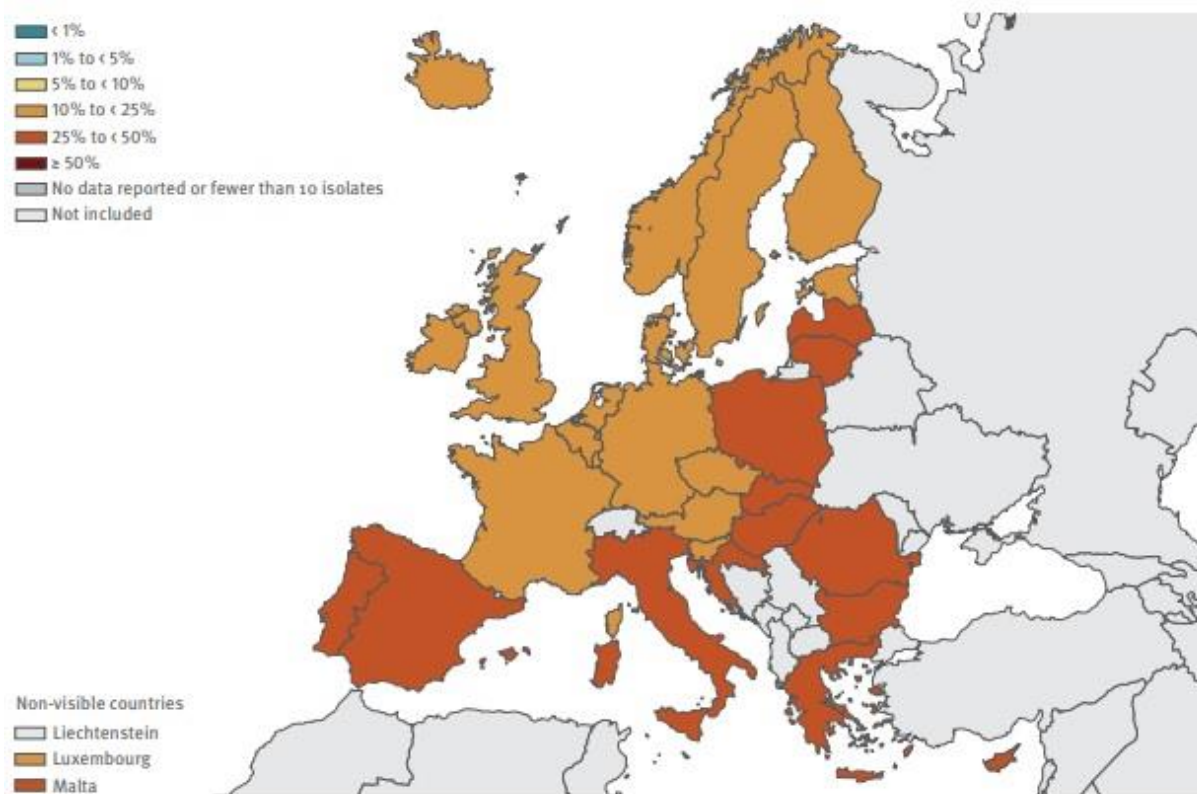 < 1%
1% to < 5%
5% to < 10%
10% to < 25%
25% to < 50%
≥ 50%
No data reported or fewer than 10 isolates
Not included
Non-visible countries
Liechtenstein
Luxembourg
Malta